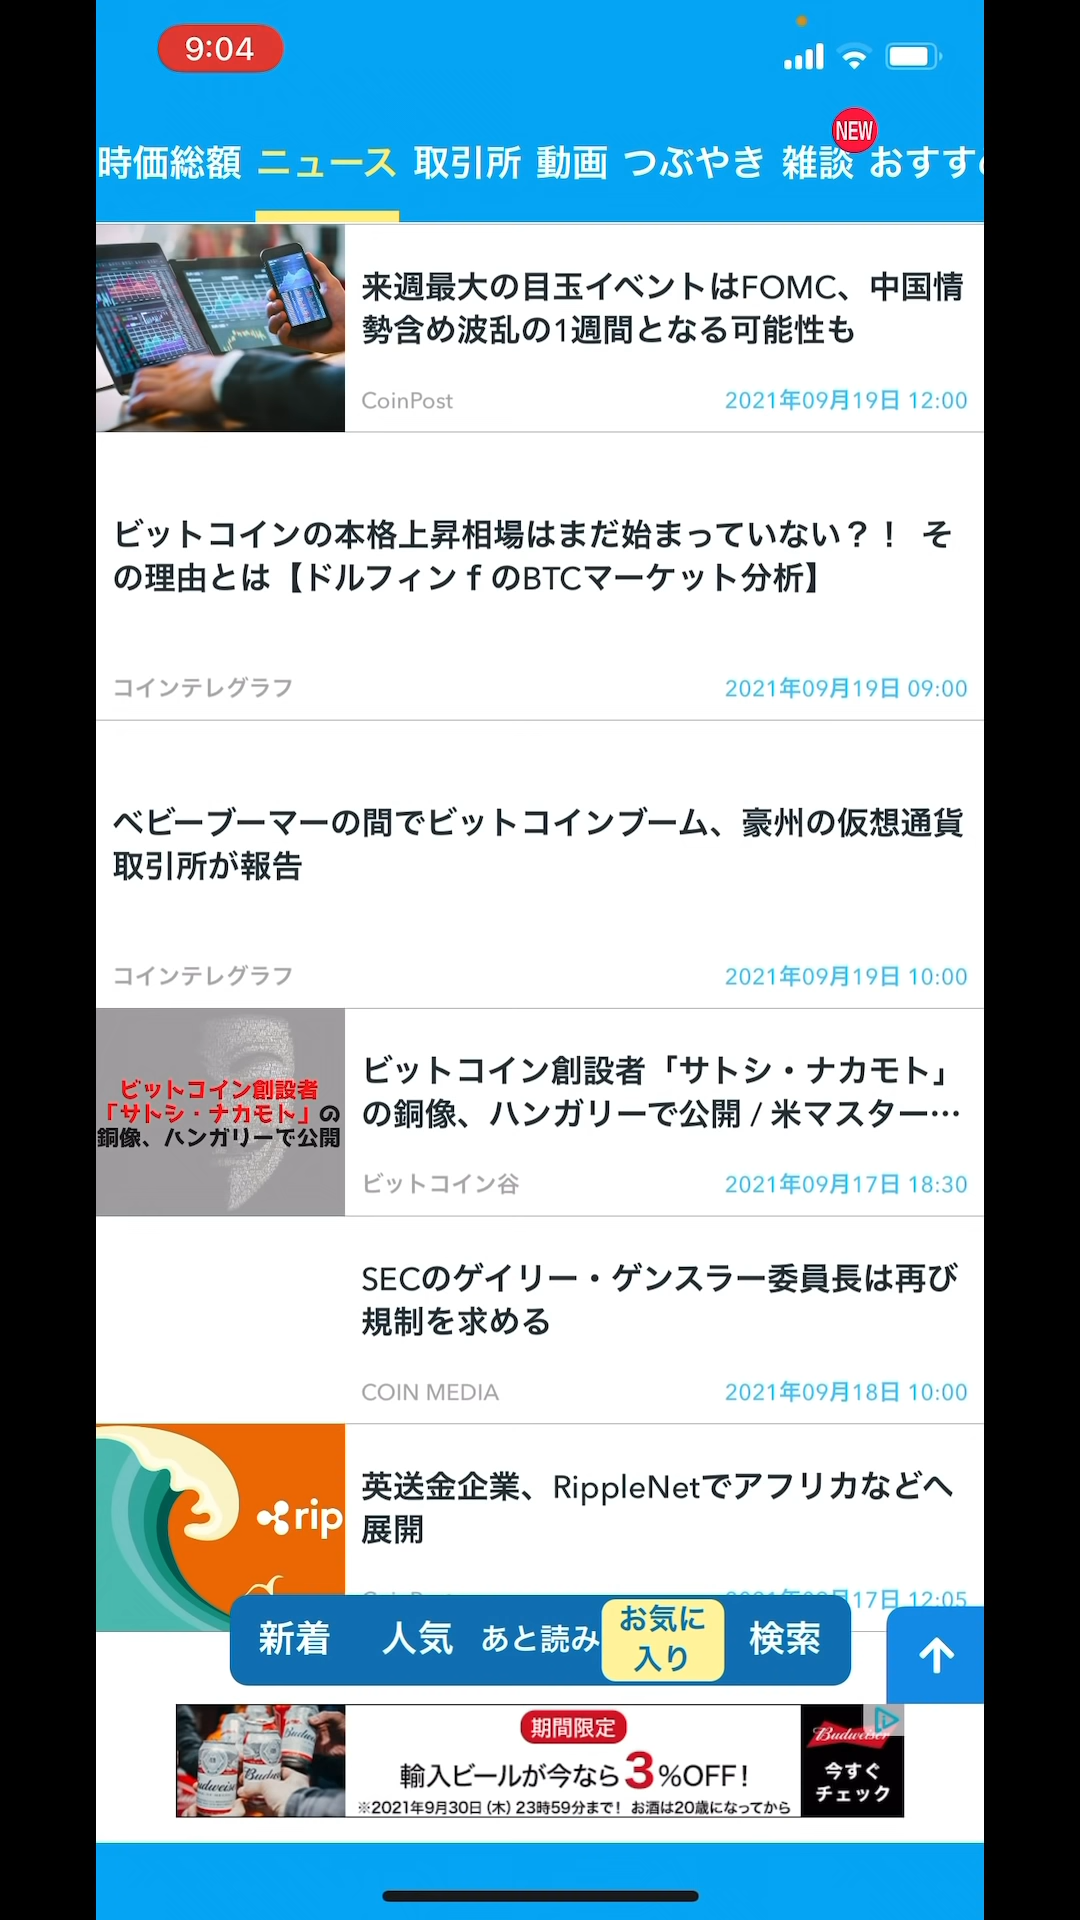 9:04
NEW
時価総額 ニュース 取引所 動画 つぶやき 雑談 おすす
来週最大の目玉イベントはFOMC、中国情
勢含め波乱の1週間となる可能性も
CoinPost 2021年09月19日 12:00
ビットコインの本格上昇相場はまだ始まっていない？！ そ
の理由とは【ドルフィンｆのBTCマーケット分析】
コインテレグラフ 2021年09月19日 09:00
ベビーブーマーの間でビットコインブーム、豪州の仮想通貨
取引所が報告
コインテレグラフ 2021年09月19日 10:00
ビットコイン創設者
「サトシ・ナカモト」の
銅像、ハンガリーで公開
ビットコイン創設者「サトシ・ナカモト」
の銅像、ハンガリーで公開 / 米マスター…
ビットコイン谷 2021年09月17日 18:30
SECのゲイリー・ゲンスラー委員長は再び
規制を求める
COIN MEDIA 2021年09月18日 10:00
rip
英送金企業、RippleNetでアフリカなどへ
展開
17日 12:05
新着 人気 あと読み お気に
入り 検索
期間限定
輸入ビールが今なら3%OFF!
※2021年9月30日(木)23時59分まで! お酒は20歳になってから
Budweiser
今すぐ
チェック